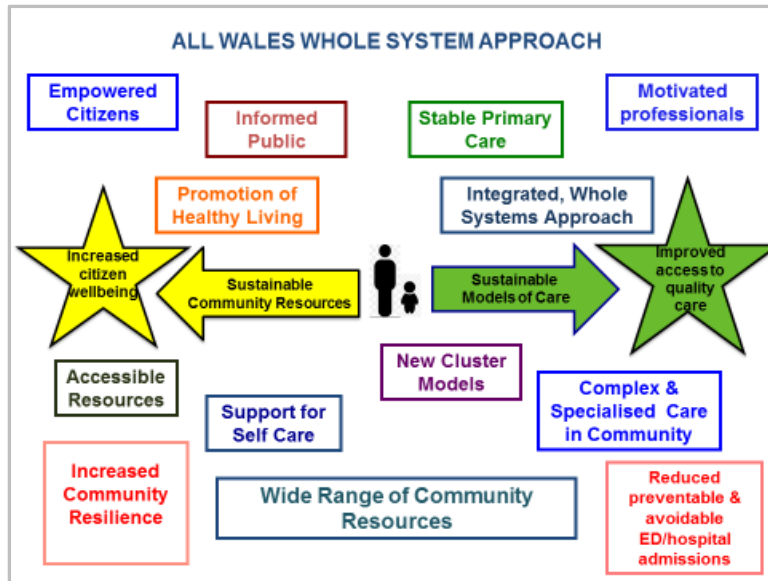 ALL WALES WHOLE SYSTEM APPROACH
Empowered
Citizens
Informed
Public
Stable Primary
Care
Motivated
professionals
Promotion of
Healthy Living
Integrated, Whole
Systems Approach
Increased
citizen
wellbeing
Sustainable
Community Resources
Sustainable
Models of Care
Improved
access to
quality
care
Accessible
Resources
Support for
Self Care
New Cluster
Models
Complex &
Specialised Care
in Community
Increased
Community
Resilience
Wide Range of Community
Resources
Reduced
preventable &
avoidable
ED/hospital
admissions